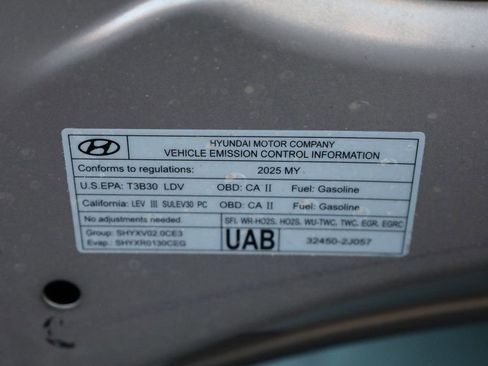 HYUNDAI MOTOR COMPANY
VEHICLE EMISSION CONTROL INFORMATION
Conforms to regulations: 2025 MY
U.S.EPA: T3B30 LDV OBD: CA II Fuel: Gasoline
California: LEV III SULEV30 PC OBD: CA II Fuel: Gasoline
No adjustments needed. SFI, WR-HO2S, HO2S, WU-TWC, TWC, EGR, EGRC
Group: SHYXV02.0CE3
Evap.: SHYXR0130CEG
UAB 32450-2J057